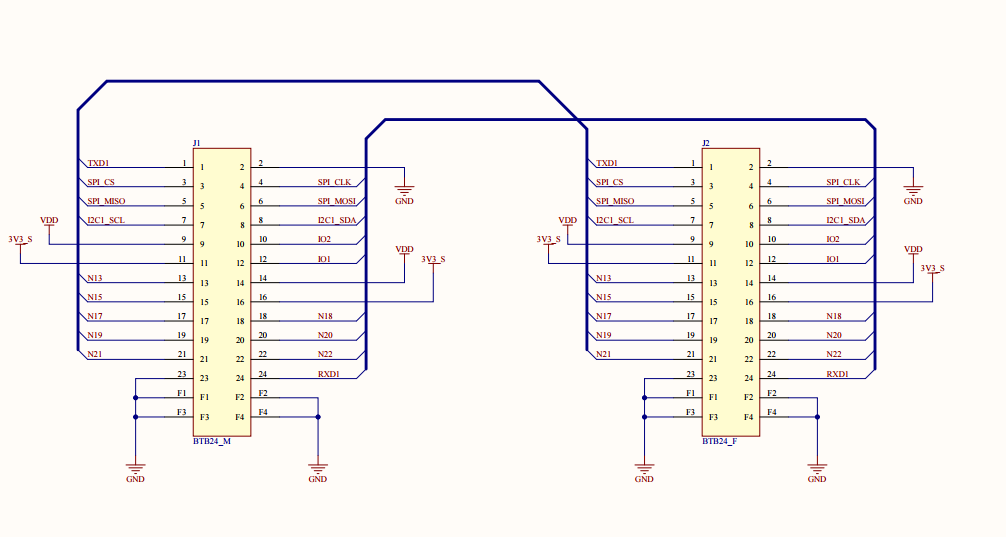 J1 J2
TXD1 1 1 2 2 TXD1 1 1 2 2
SPI_CS 3 3 4 4 SPI_CLK SPI_CS 3 3 4 4 SPI_CLK
GND GND
SPI_MISO 5 5 6 6 SPI_MOSI SPI_MISO 5 5 6 6 SPI_MOSI
VDD I2C1_SCL 7 7 8 8 I2C1_SDA VDD I2C1_SCL 7 7 8 8 I2C1_SDA
3V3_S 9 9 10 10 IO2 3V3_S 9 9 10 10 IO2
VDD VDD
11 11 12 12 IO1 3V3_S 11 11 12 12 IO1
3V3_S
N13 13 13 14 14 N13 13 13 14 14
N15 15 15 16 16 N15 15 15 16 16
N17 17 17 18 18 N18 N17 17 17 18 18 N18
N19 19 19 20 20 N20 N19 19 19 20 20 N20
N21 21 21 22 22 N22 N21 21 21 22 22 N22
23 23 24 24 RXD1 23 23 24 24 RXD1
F1 F1 F2 F2 F1 F1 F2 F2
F3 F3 F4 F4 F3 F3 F4 F4
BTB24_M BTB24_F
GND GND GND GND